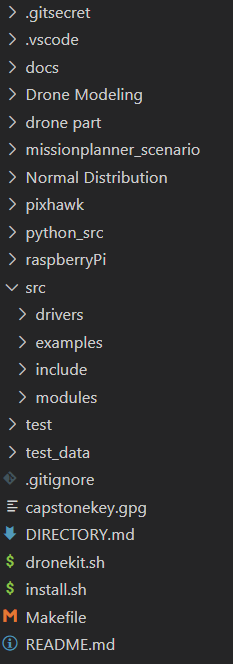 .gitsecret
.vscode
docs
Drone Modeling
drone part
missionplanner_scenario
Normal Distribution
pixhawk
python_src
raspberryPi
src
drivers
examples
include
modules
test
test_data
.gitignore
capstonekey.gpg
DIRECTORY.md
dronekit.sh
install.sh
Makefile
README.md